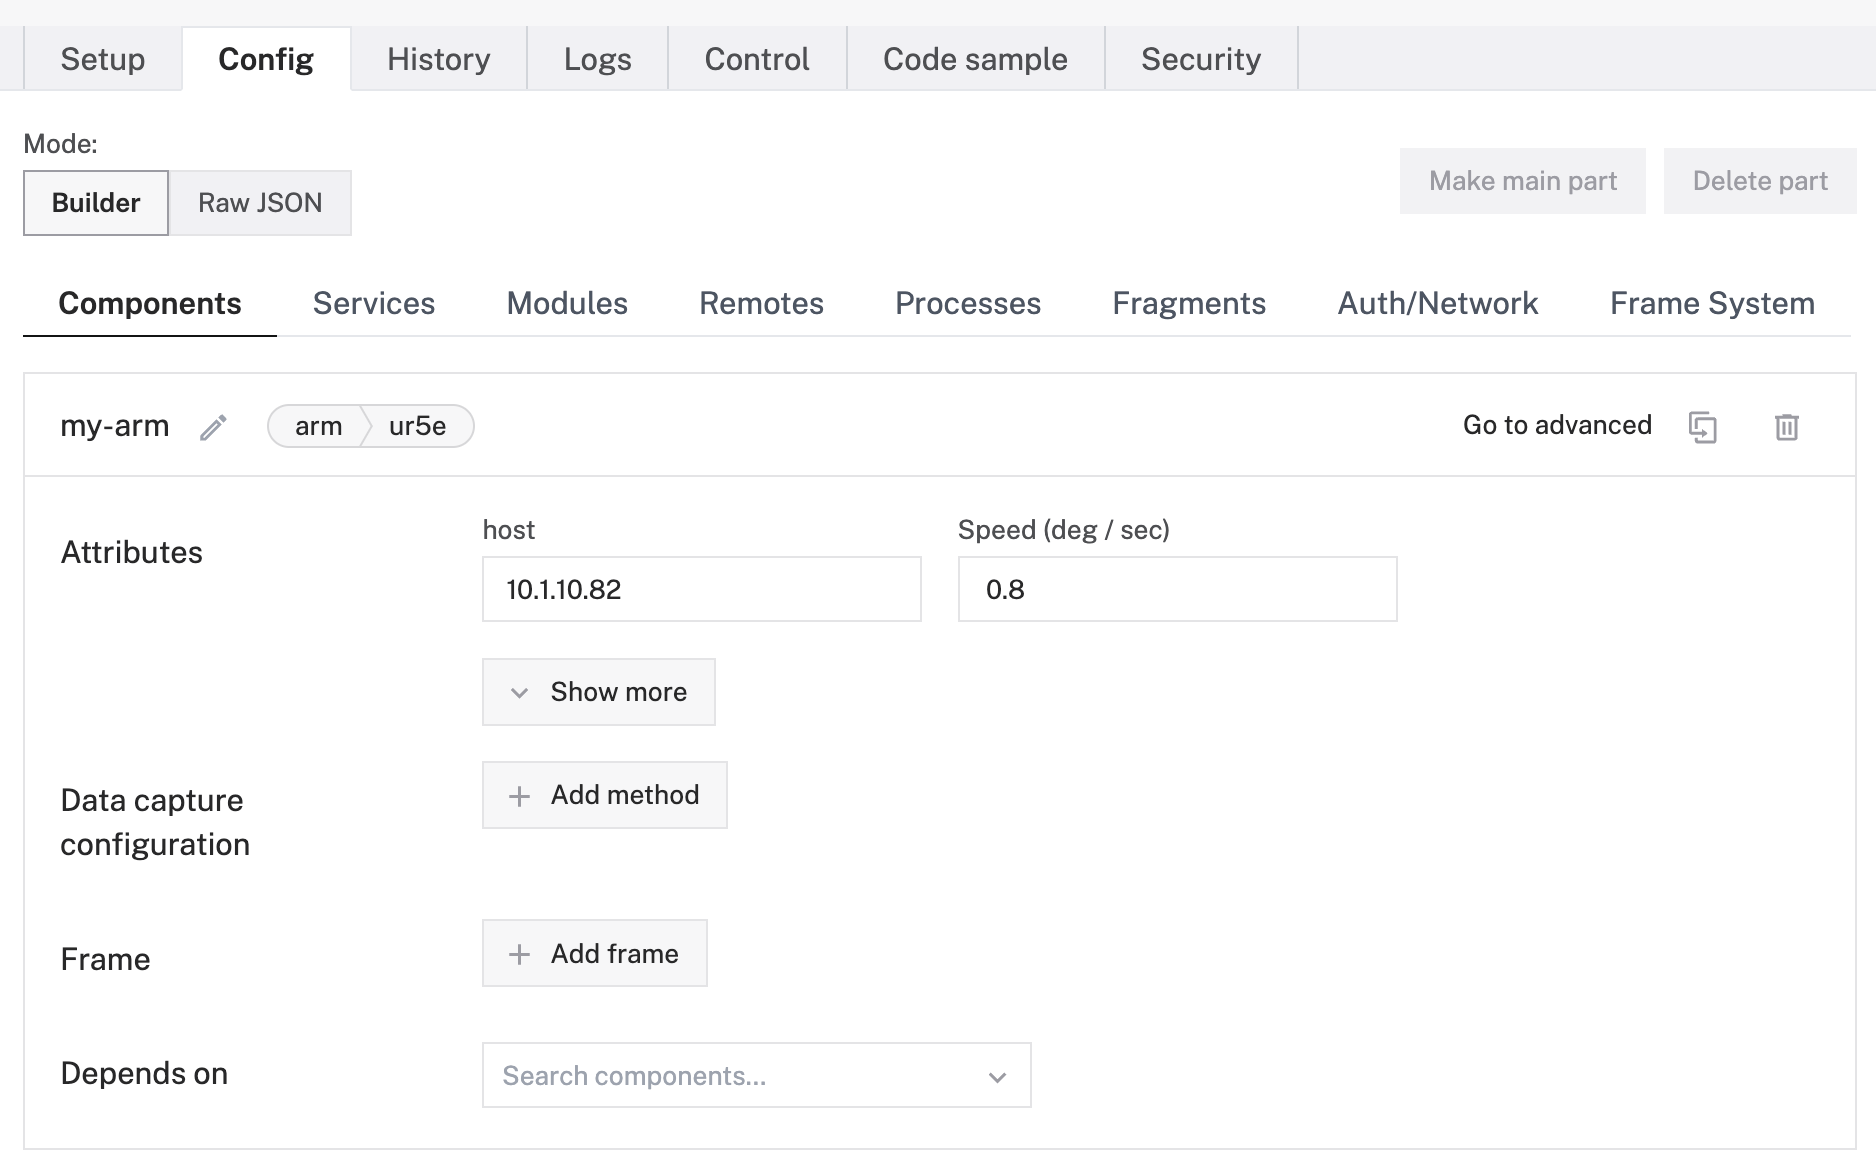 Setup Config History Logs Control Code sample Security
Mode:
Builder Raw JSON Make main part Delete part
Components Services Modules Remotes Processes Fragments Auth/Network Frame System
my-arm arm ur5e Go to advanced
host Speed (deg / sec)
Attributes
10.1.10.82 0.8
Show more
Add method
Data capture
configuration
Frame Add frame
Depends on Search components...